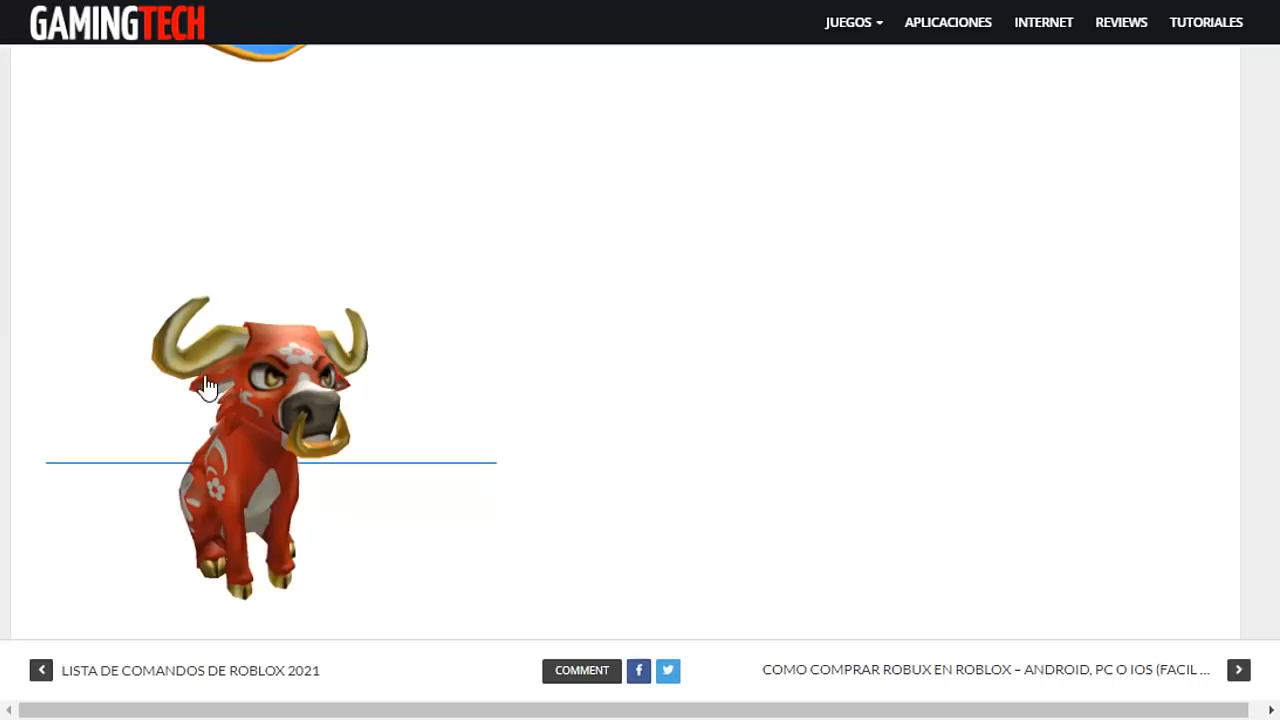 GAMINGTECH
JUEGOS APLICACIONES INTERNET REVIEWS TUTORIALES
LISTA DE COMANDOS DE ROBLOX 2021
COMMENT
COMO COMPRAR ROBUX EN ROBLOX – ANDROID, PC O IOS (FACIL ...